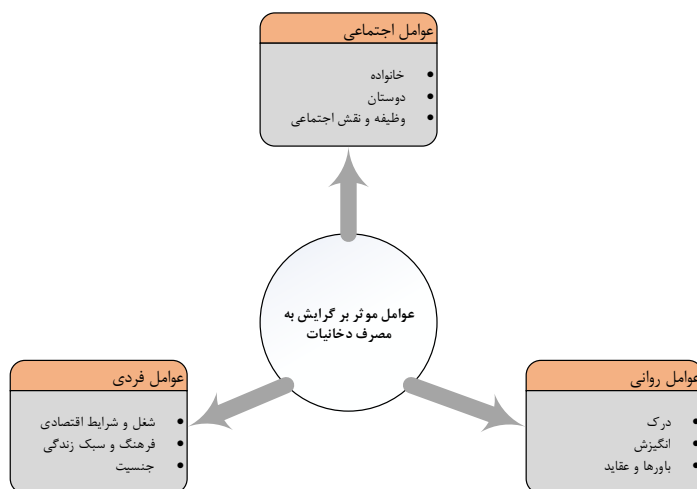 عوامل اجتماعی
• خانواده
• دوستان
• وظیفه و نقش اجتماعی
عوامل موثر بر گرایش به
مصرف دخانیات
عوامل روانی
• درک
• انگیزش
• باورها و عقاید
عوامل فردی
• شغل و شرایط اقتصادی
• فرهنگ و سبک زندگی
• جنسیت